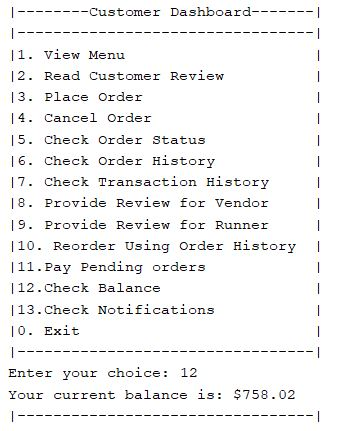 |--------Customer Dashboard-------|
|---------------------------------|
|1. View Menu                     |
|2. Read Customer Review          |
|3. Place Order                   |
|4. Cancel Order                  |
|5. Check Order Status            |
|6. Check Order History           |
|7. Check Transaction History     |
|8. Provide Review for Vendor     |
|9. Provide Review for Runner     |
|10. Reorder Using Order History  |
|11.Pay Pending orders            |
|12.Check Balance                 |
|13.Check Notifications           |
|0. Exit                          |
|---------------------------------|
Enter your choice: 12
Your current balance is: $758.02
|---------------------------------|